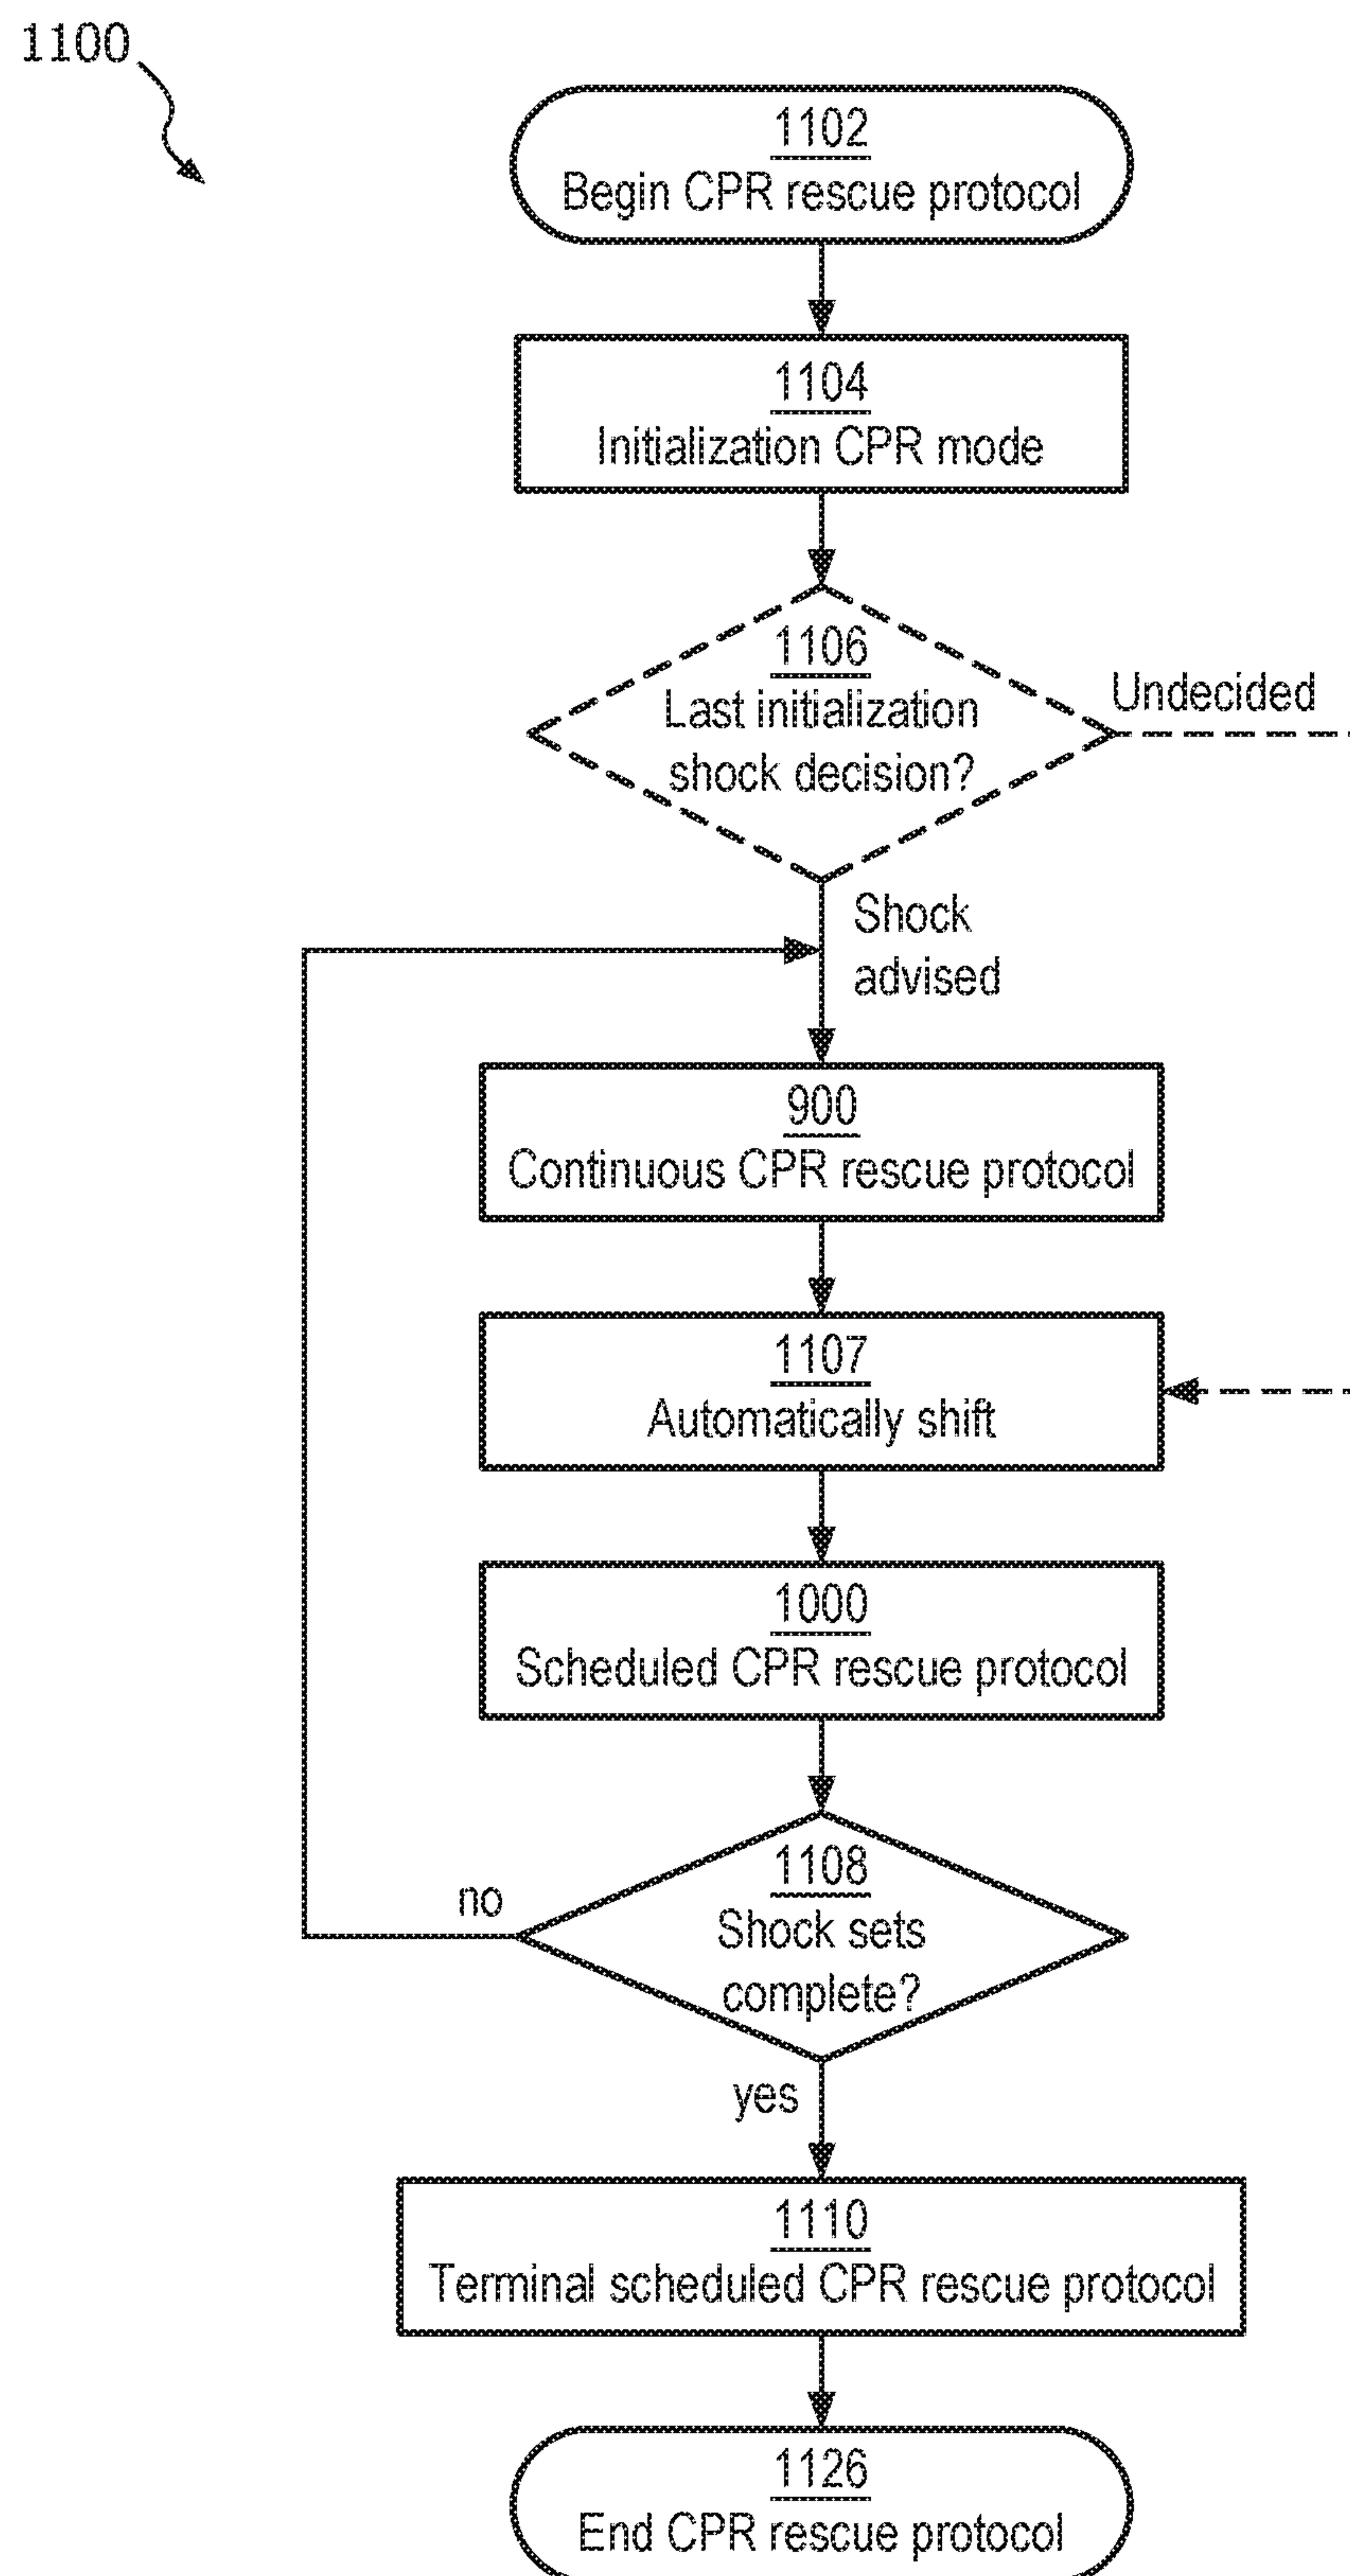 1100
1102
Begin CPR rescue protocol
1104
Initialization CPR mode
1106
Last initialization
shock decision?
Undecided
Shock
advised
900
Continuous CPR rescue protocol
1107
Automatically shift
1000
Scheduled CPR rescue protocol
1108
Shock sets
complete?
no
yes
1110
Terminal scheduled CPR rescue protocol
1126
End CPR rescue protocol